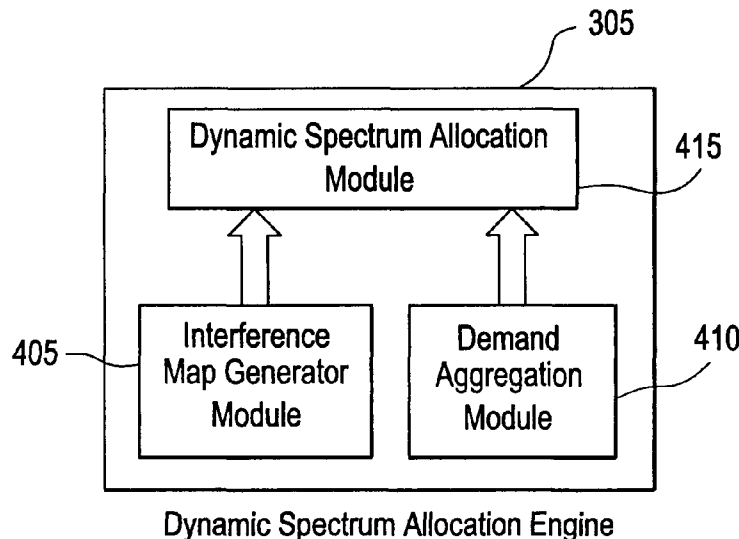 305
Dynamic Spectrum Allocation
Module
415
405
Interference
Map Generator
Module
Demand
Aggregation
Module
410
Dynamic Spectrum Allocation Engine